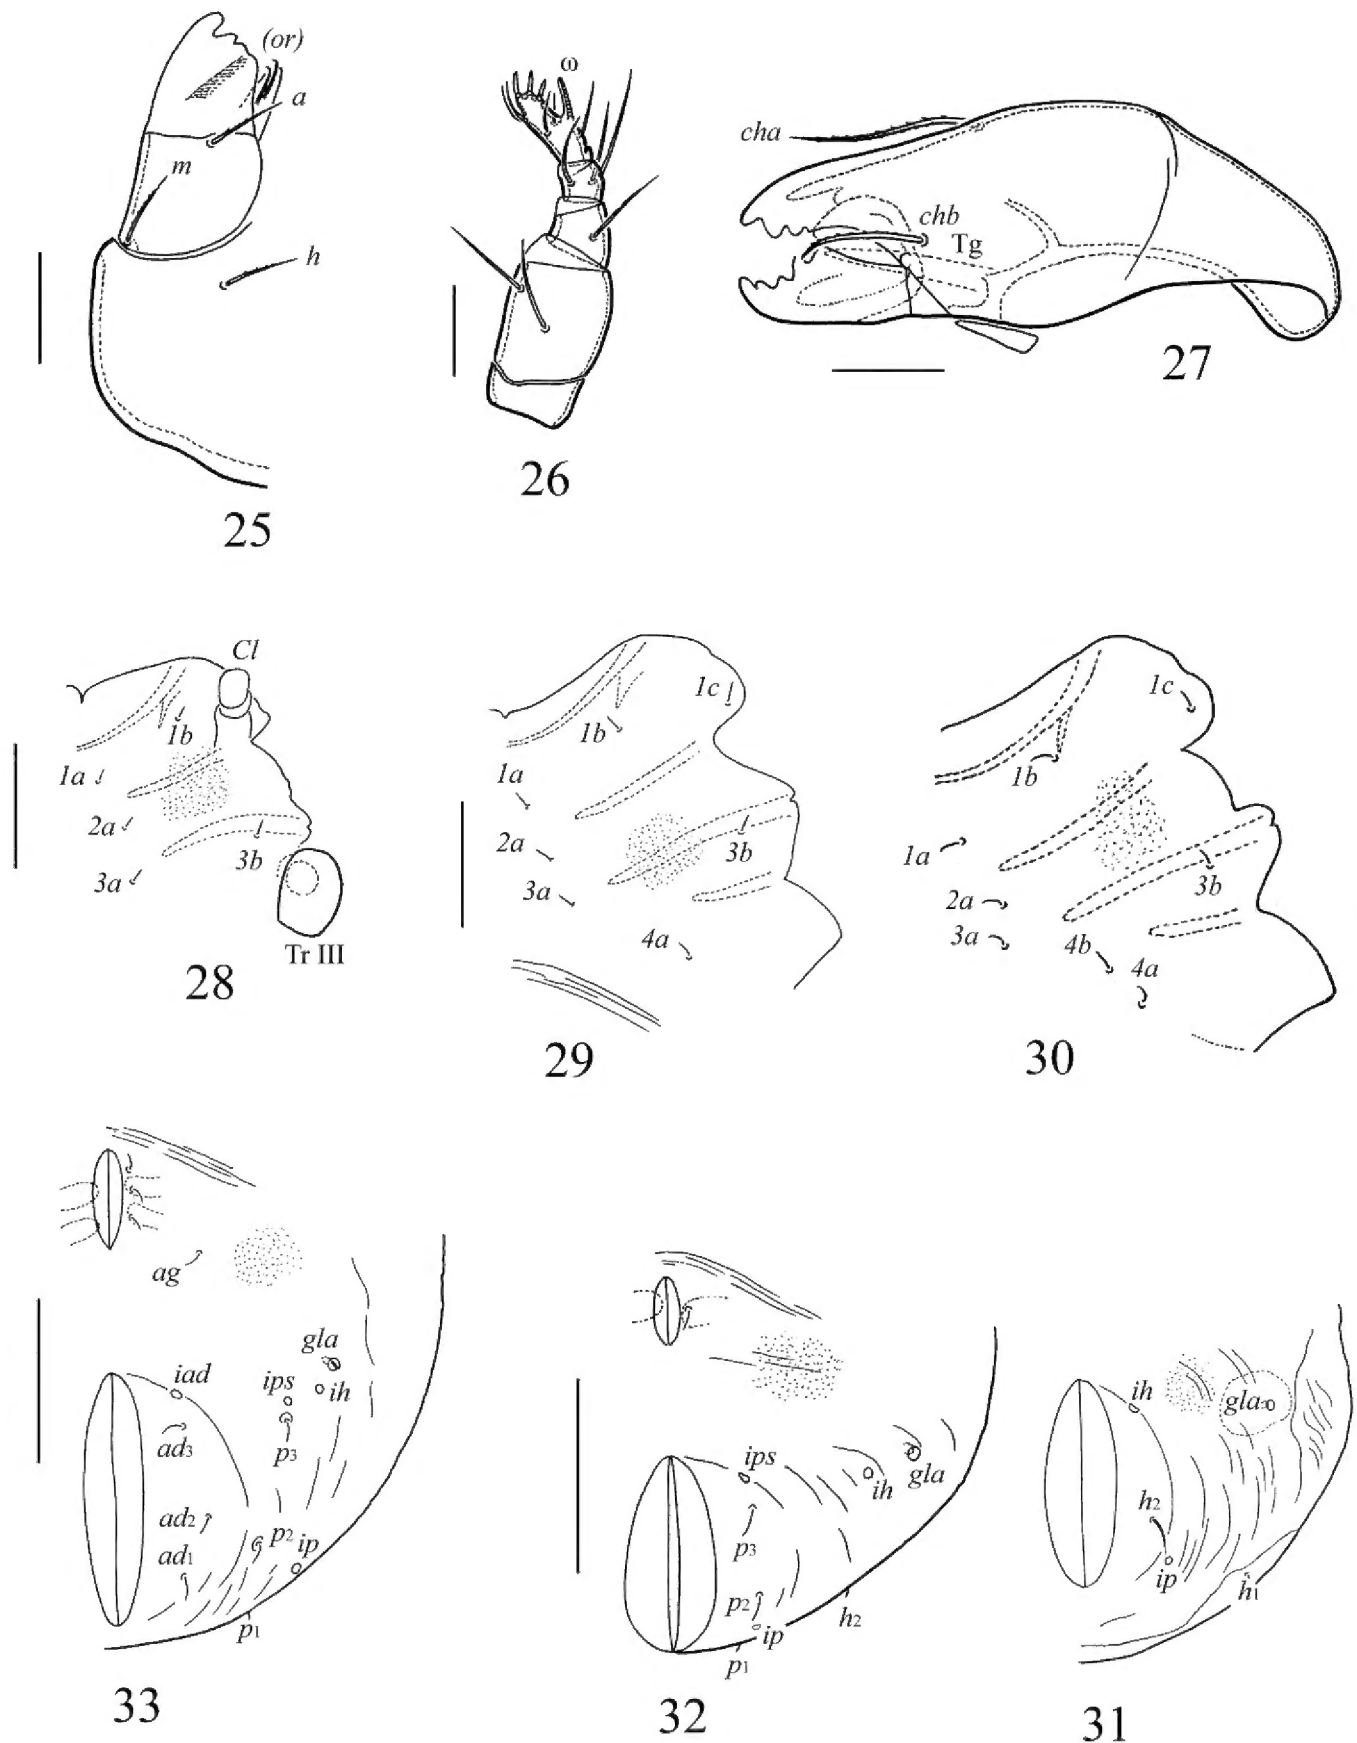 (or)
a
m
h
25
ω
26
cha
chb
Tg
27
Cl
1b
1a
2a
3a
3b
Tr III
28
1c
1b
1a
2a
3a
3b
4a
29
1c
1b
1a
2a
3a
3b
4b
4a
30
ag
gla
iad
ips
ih
ad3
p3
ad2
p2
ip
ad1
p1
33
ips
gla
ih
p3
p2
ip
h2
p1
32
ih
gla
h2
ip
h1
31